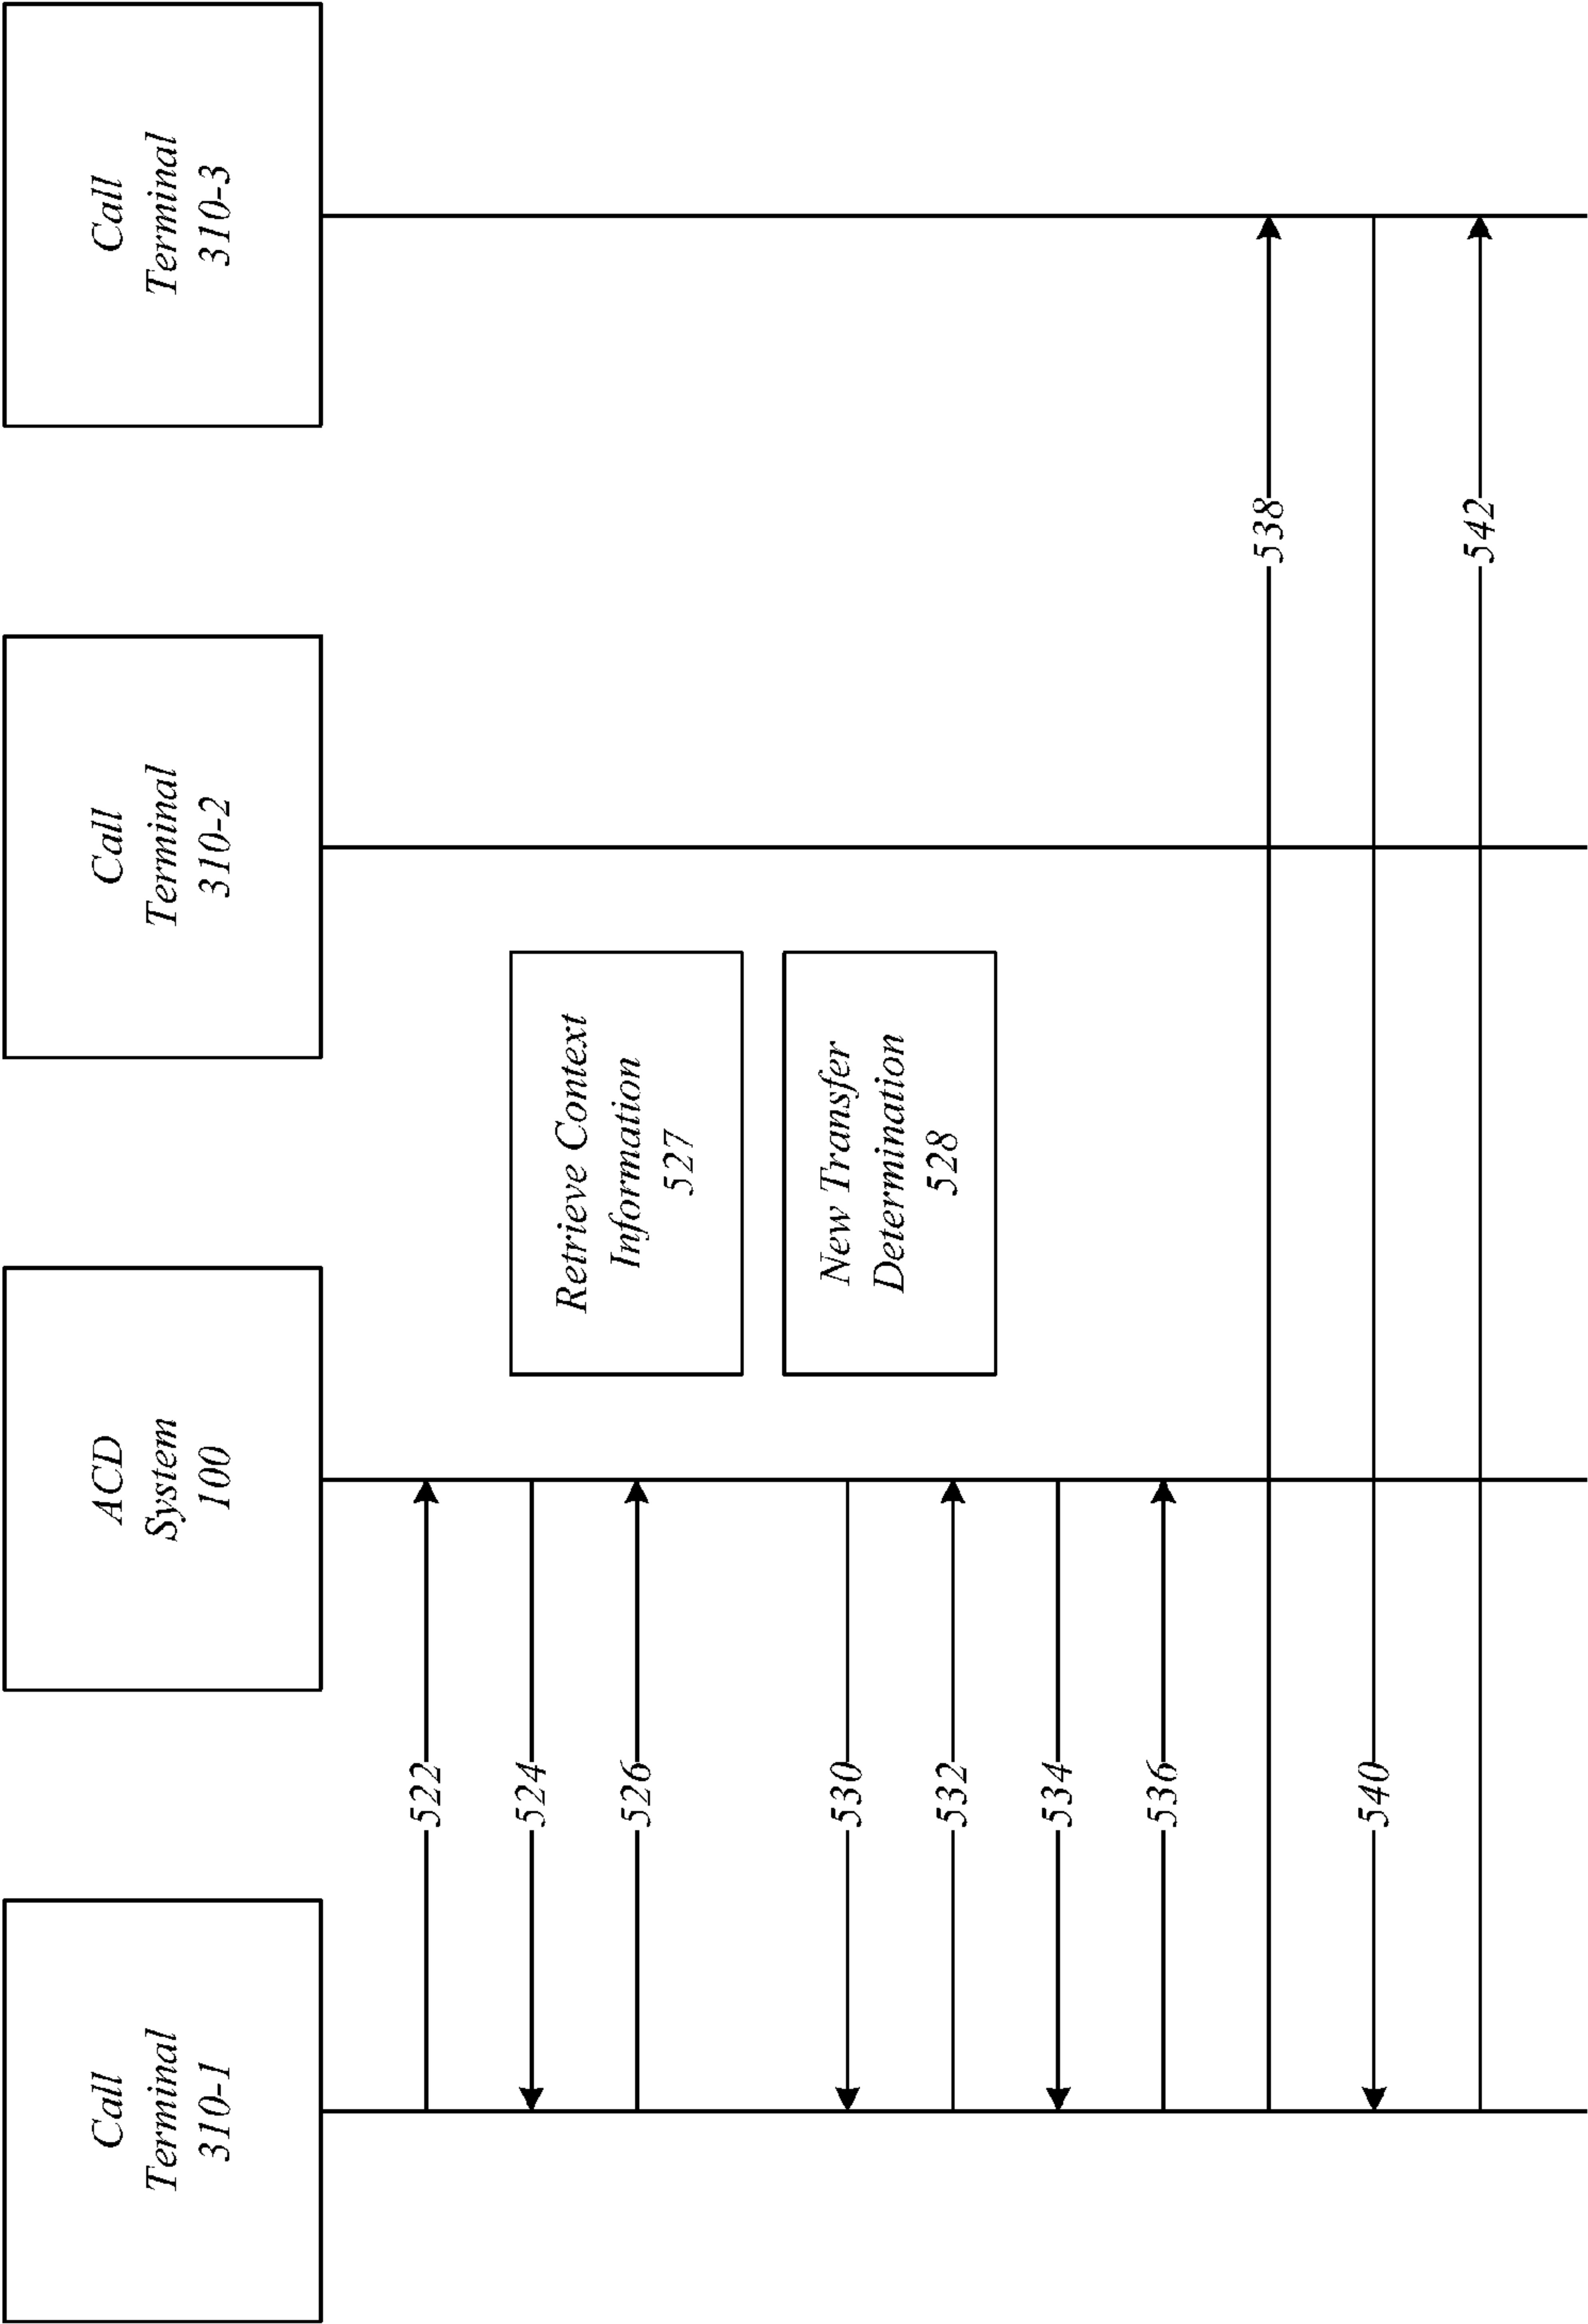 Call
Terminal
310-1
ACD
System
100
Call
Terminal
310-2
Call
Terminal
310-3
522
524
526
Retrieve Context
Information
527
New Transfer
Determination
528
530
532
534
536
538
540
542